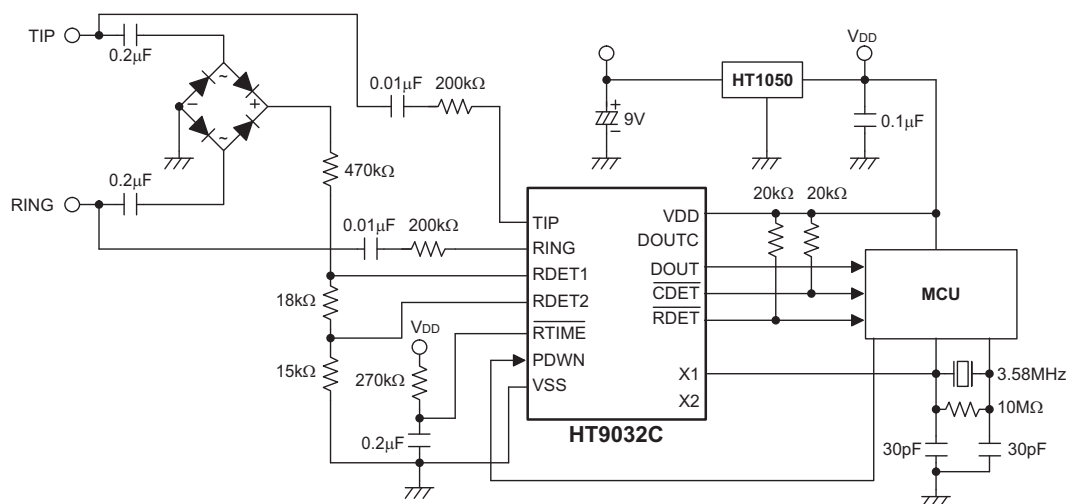 TIP
0.2µF
~
−
+
~
0.2µF
RING
0.01µF
200kΩ
470kΩ
0.01µF
200kΩ
18kΩ
15kΩ
VDD
270kΩ
0.2µF
9V
+
−
HT1050
VDD
0.1µF
20kΩ
20kΩ
TIP
RING
RDET1
RDET2
RTIME
PDWN
VSS
VDD
DOUTC
DOUT
CDET
RDET
X1
X2
HT9032C
MCU
3.58MHz
10MΩ
30pF
30pF